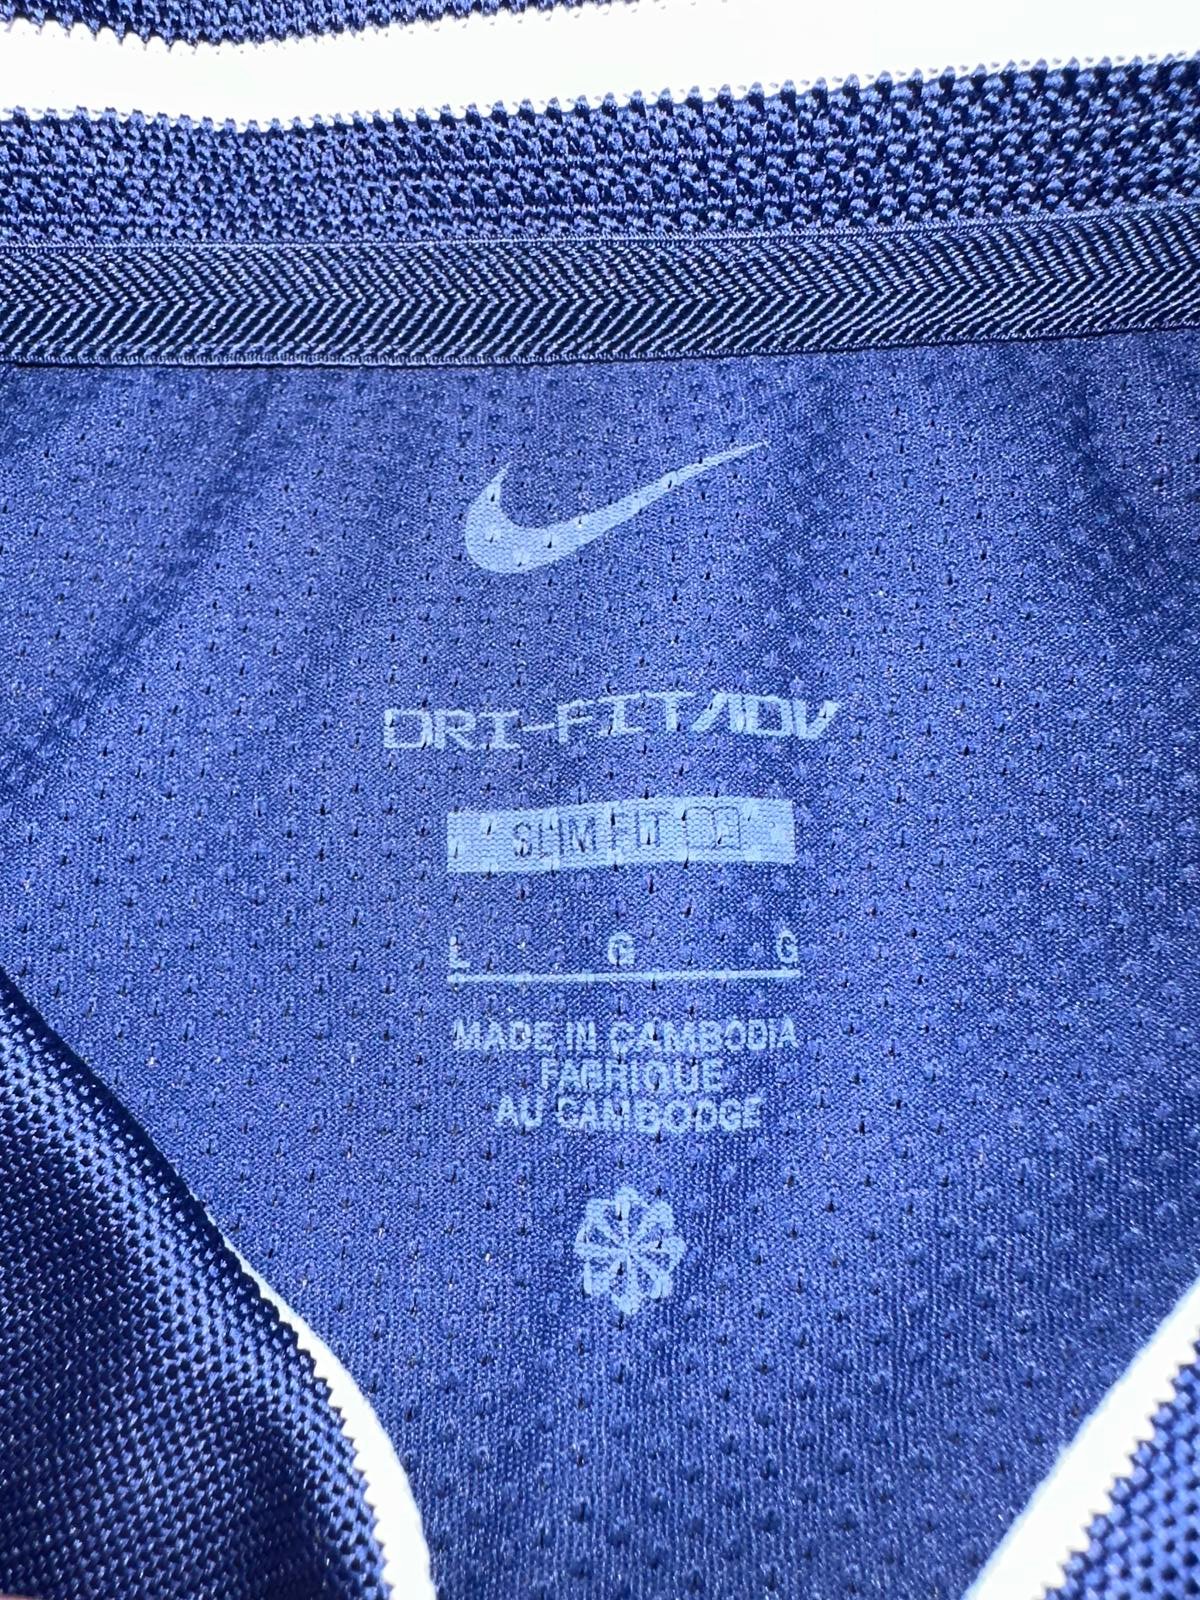 DRI-FIT ADV
SLIM FIT
L G G
MADE IN CAMBODIA
FABRIQUE
AU CAMBODGE